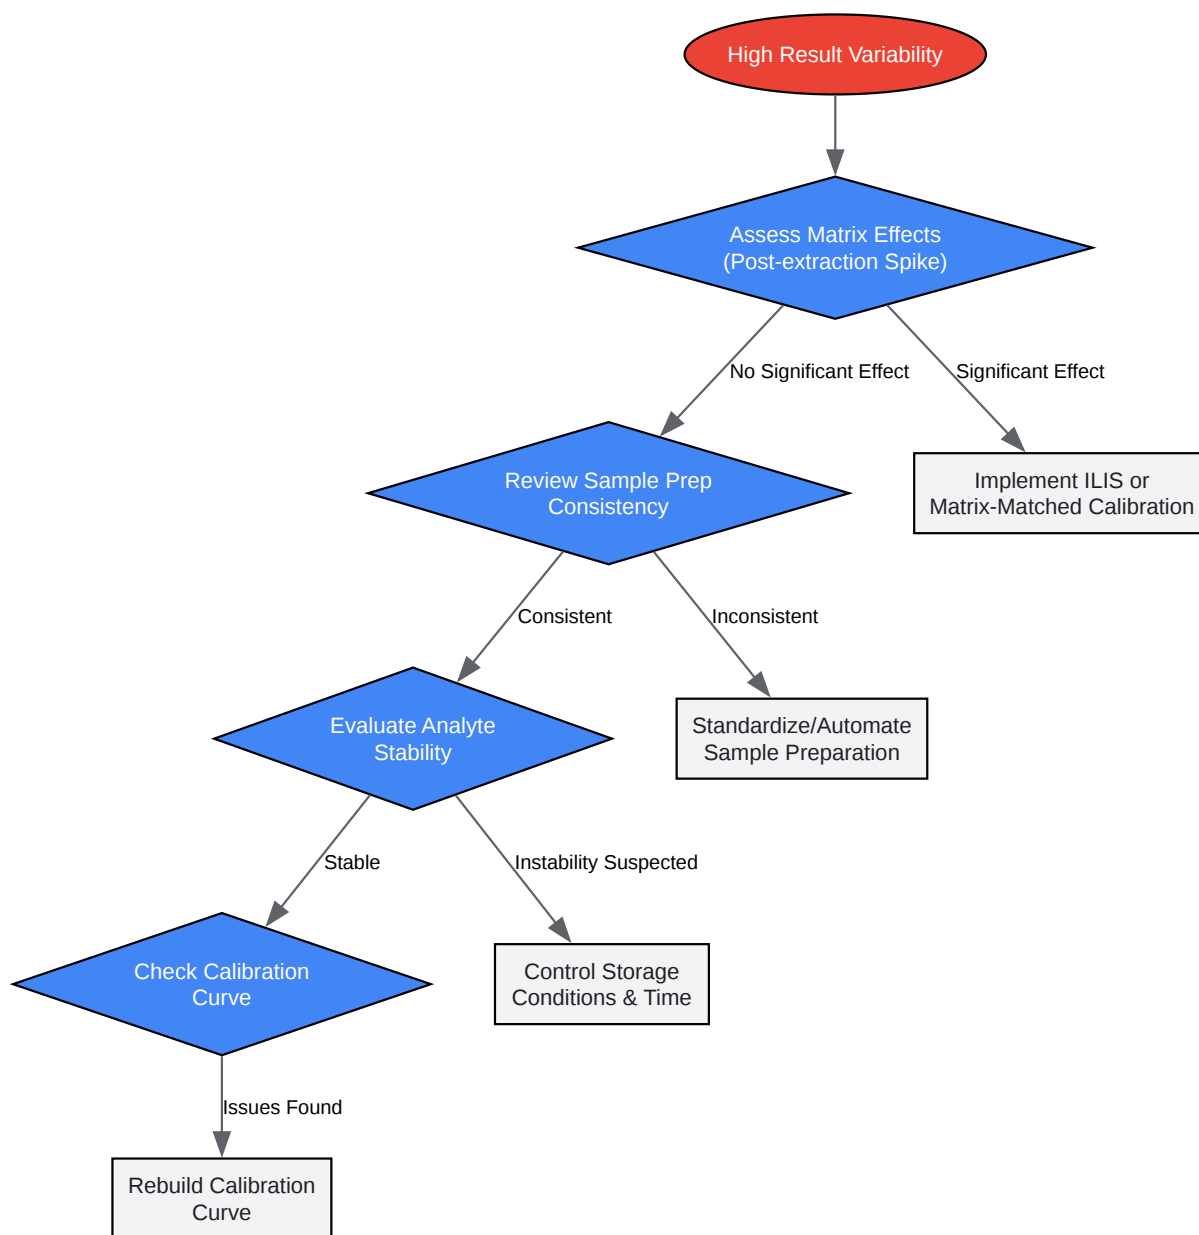 High Result Variability
Assess Matrix Effects
(Post-extraction Spike)
No Significant Effect
Significant Effect
Review Sample Prep
Consistency
Implement ILIS or
Matrix-Matched Calibration
Consistent
Inconsistent
Evaluate Analyte
Stability
Standardize/Automate
Sample Preparation
Stable
Instability Suspected
Check Calibration
Curve
Control Storage
Conditions & Time
Issues Found
Rebuild Calibration
Curve